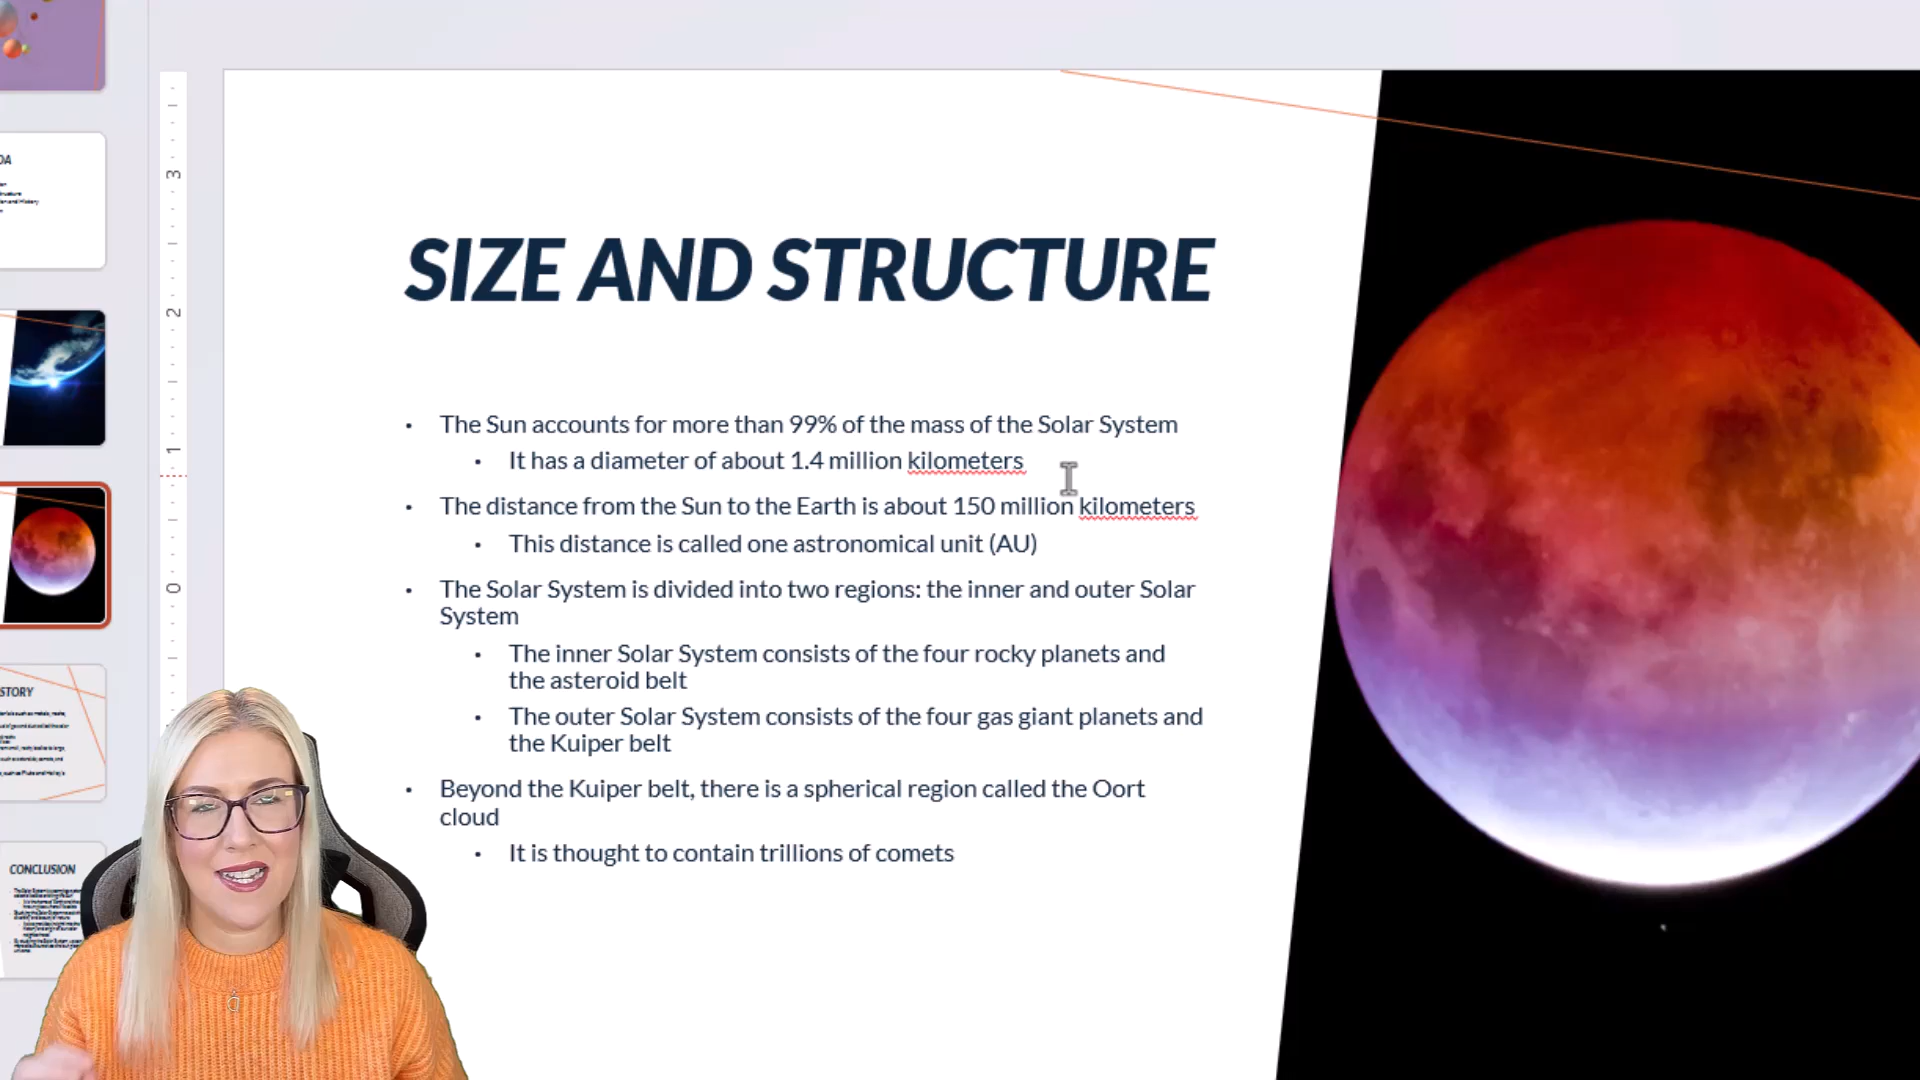 SIZE AND STRUCTURE
• The Sun accounts for more than 99% of the mass of the Solar System
• It has a diameter of about 1.4 million kilometers
• The distance from the Sun to the Earth is about 150 million kilometers
• This distance is called one astronomical unit (AU)
• The Solar System is divided into two regions: the inner and outer Solar
System
• The inner Solar System consists of the four rocky planets and
the asteroid belt
• The outer Solar System consists of the four gas giant planets and
the Kuiper belt
• Beyond the Kuiper belt, there is a spherical region called the Oort
cloud
• It is thought to contain trillions of comets
3
2
1
0
DA
STORY
CONCLUSION